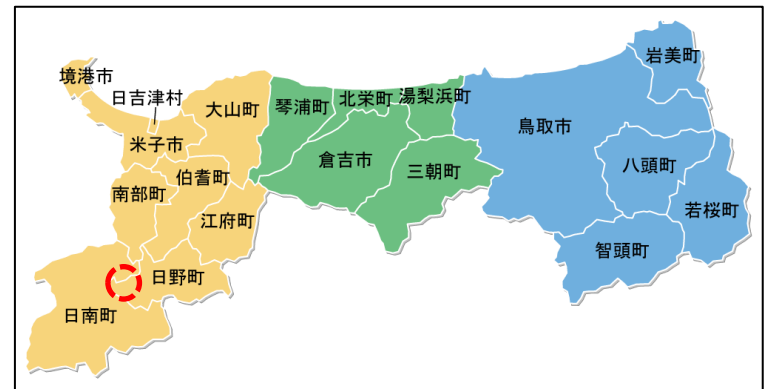 境港市
日吉津村
大山町
米子市
伯耆町
南部町
江府町
日野町
日南町
琴浦町
北栄町
湯梨浜町
倉吉市
三朝町
鳥取市
岩美町
八頭町
若桜町
智頭町